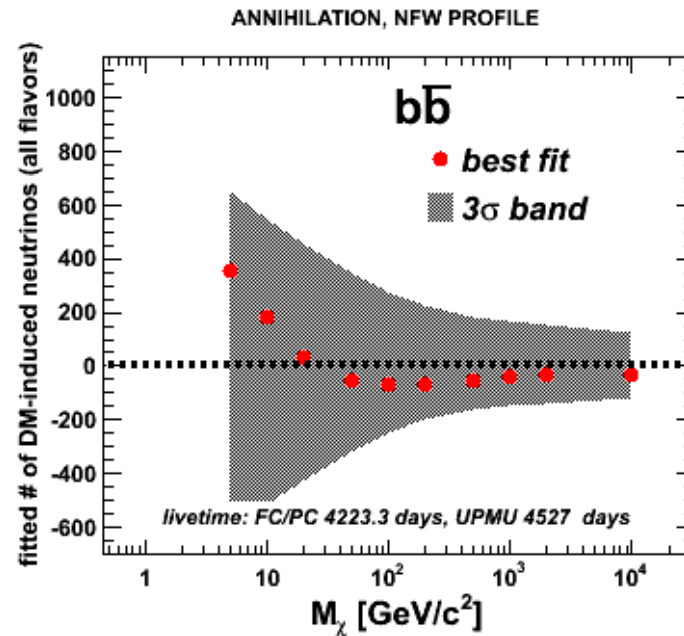 ANNIHILATION, NFW PROFILE
fitted # of DM-induced neutrinos (all flavors)
1000
800
600
400
200
0
-200
-400
-600
bb̅
best fit
3σ band
livetime: FC/PC 4223.3 days, UPMU 4527 days
1
10
10²
10³
10⁴
Mχ [GeV/c²]